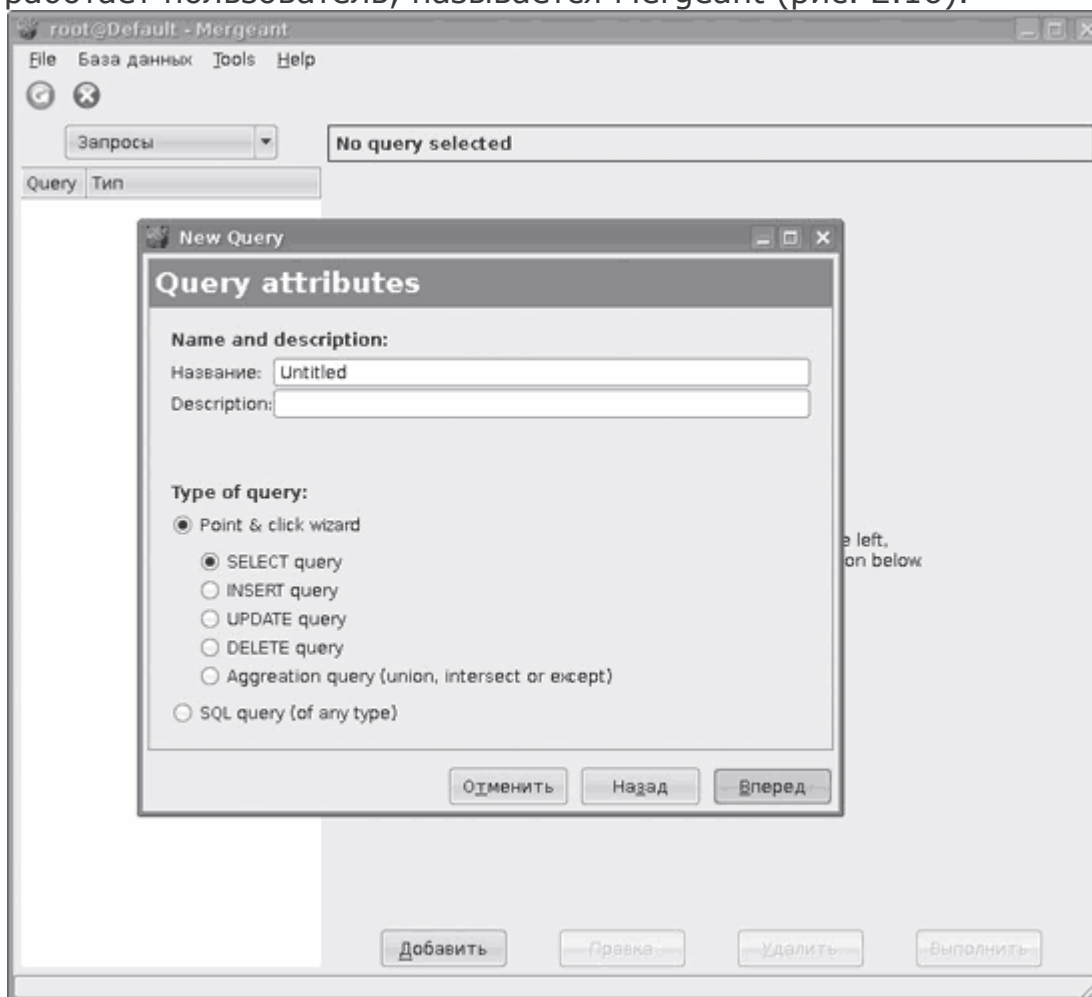 работает пользователь, называется Mergeant (рис. 2.16).
root@Default - Mergeant
File База данных Tools Help
Запросы
No query selected
Query Тип
New Query
Query attributes
Name and description:
Название: Untitled
Description:
Type of query:
Point & click wizard
SELECT query
INSERT query
UPDATE query
DELETE query
Aggreation query (union, intersect or except)
SQL query (of any type)
e left,
on below
Отменить Назад Вперед
Добавить Правка Удалить Выполнить